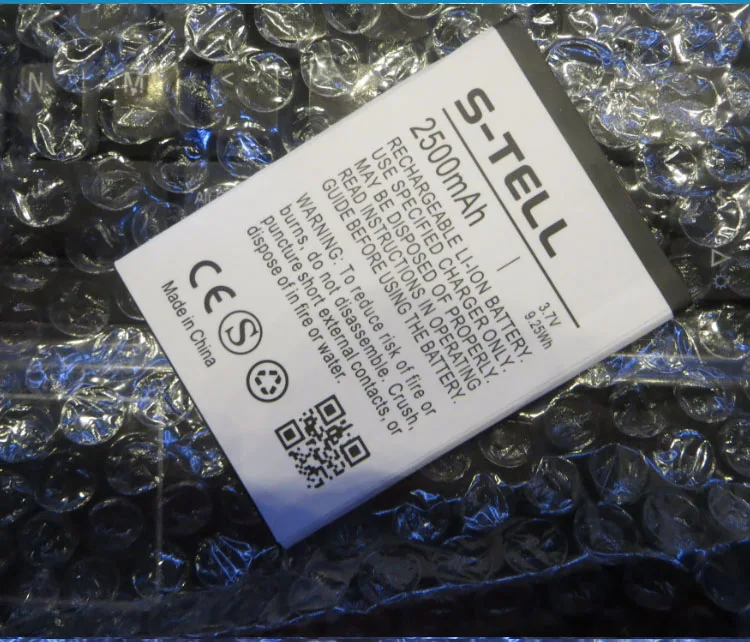 S-TELL
2500mAh
3.7V
9.25Wh
RECHARGEABLE LI-ION BATTERY.
USE SPECIFIED CHARGER ONLY.
MAY BE DISPOSED OF PROPERLY.
READ INSTRUCTIONS IN OPERATING
GUIDE BEFORE USING THE BATTERY.
WARNING: To reduce risk of fire or
burns, do not disassemble. Crush,
puncture short external contacts, or
dispose of in fire or water.
CE S
Made in China
N M <